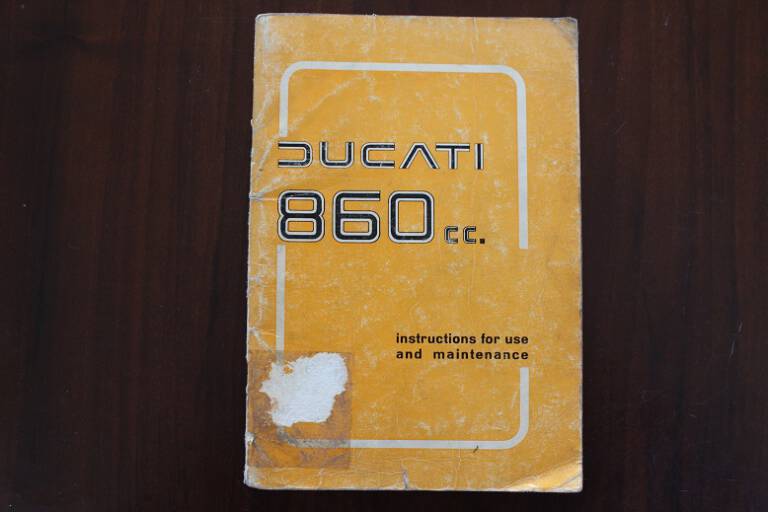 DUCATI
860 cc.
instructions for use
and maintenance